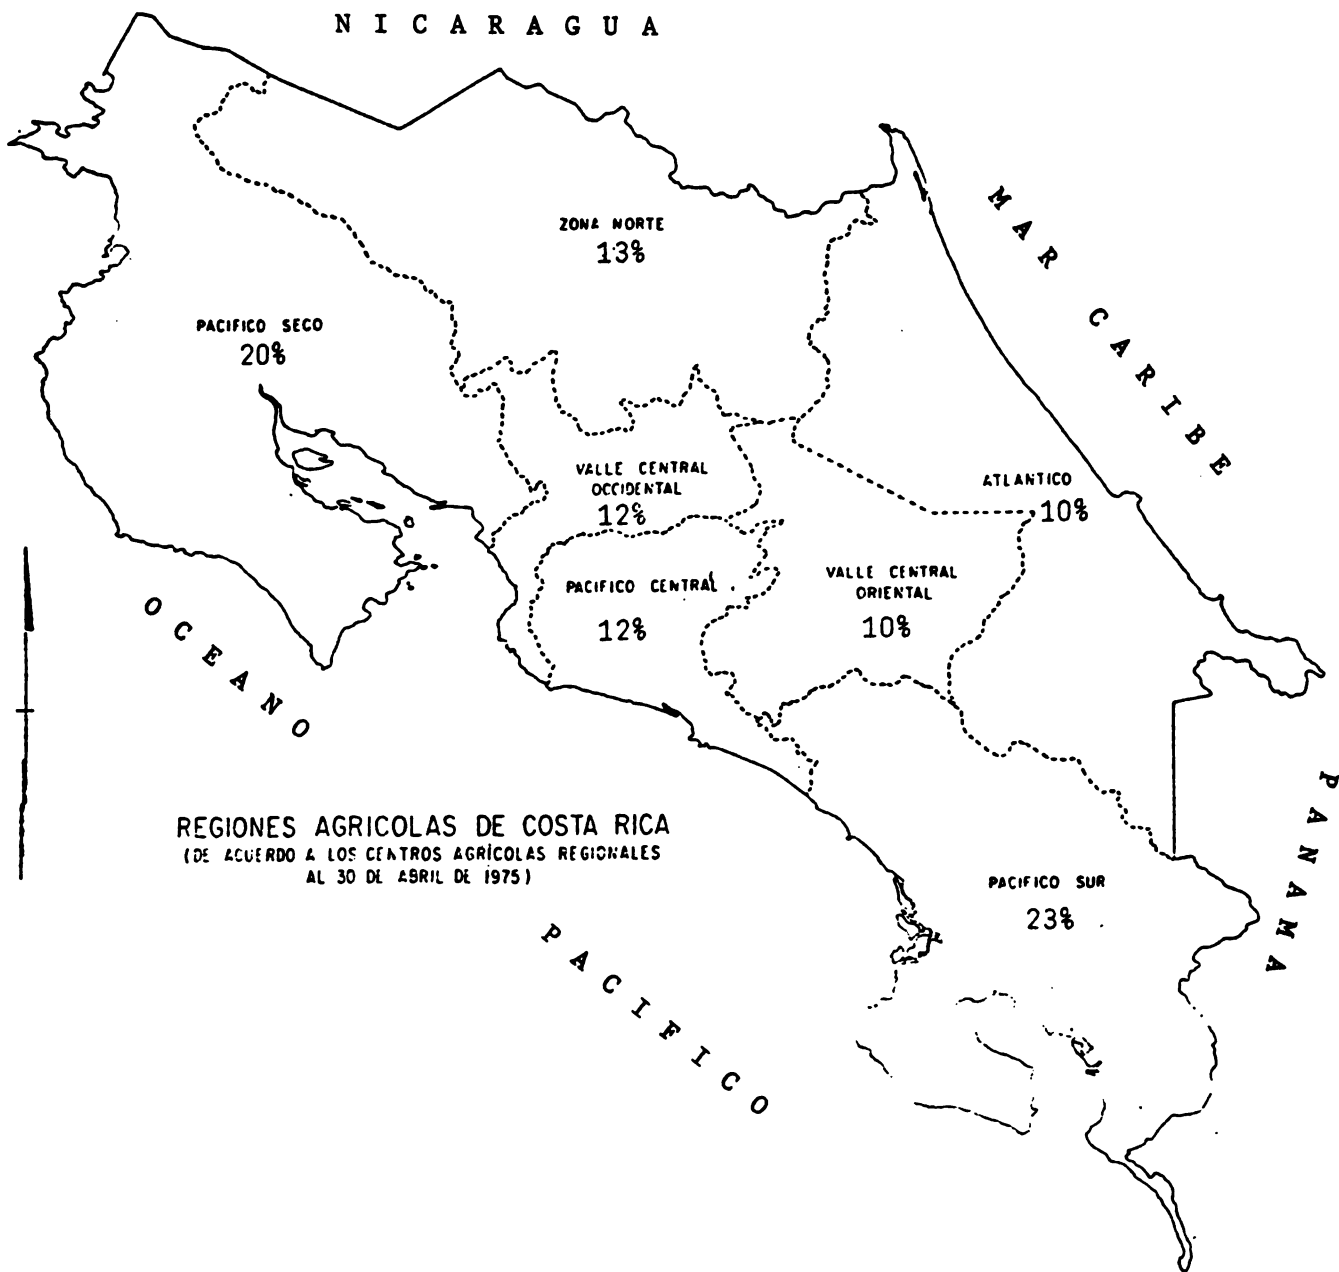 NICARAGUA
MAR CARIBE
ZONA NORTE
13%
PACIFICO SECO
20%
VALLE CENTRAL
OCCIDENTAL
12%
ATLANTICO
10%
PACIFICO CENTRAL
12%
VALLE CENTRAL
ORIENTAL
10%
OCEANO
PACIFICO
PANAMA
REGIONES AGRICOLAS DE COSTA RICA
(DE ACUERDO A LOS CENTROS AGRÍCOLAS REGIONALES
AL 30 DE ABRIL DE 1975)
PACIFICO SUR
23%